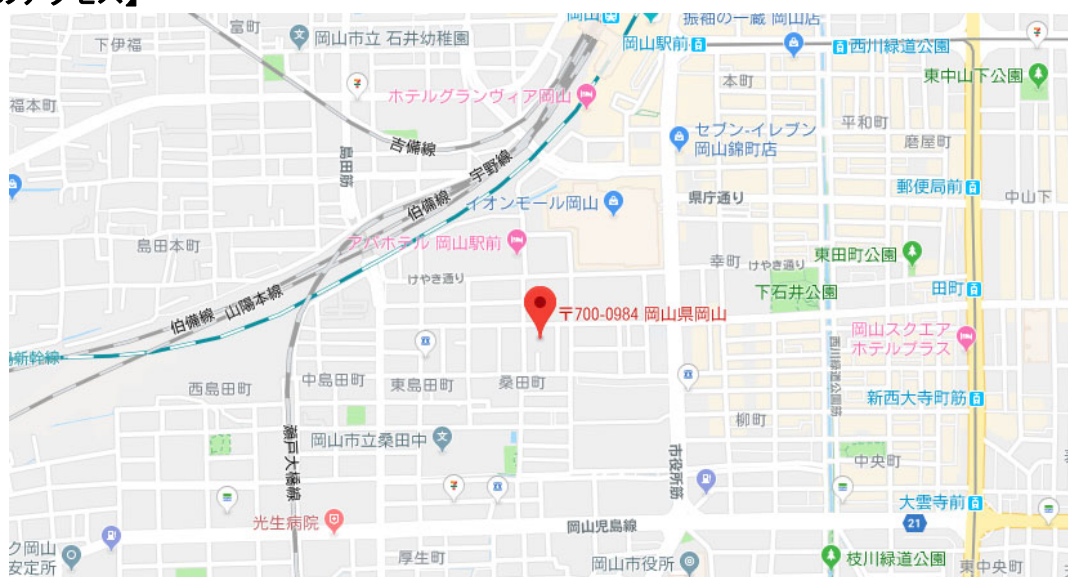 のアクセス】
富町
下伊福
岡山市立 石井幼稚園
岡山
振袖の一蔵 岡山店
岡山駅前
西川緑道公園
本町
東中山下公園
福本町
ホテルグランヴィア岡山
平和町
セブン-イレブン
岡山錦町店
磨屋町
吉備線
島田筋
宇野線
郵便局前
中山下
県庁通り
伯備線
イオンモール岡山
島田本町
アパホテル 岡山駅前
幸町
けやき通り
東田町公園
けやき通り
下石井公園
田町
伯備線
山陽本線
〒700-0984 岡山県岡山
岡山スクエア
ホテルプラス
新幹線
西島田町
中島田町
東島田町
桑田町
西川緑道公園筋
新西大寺町筋
柳町
瀬戸大橋線
岡山市立桑田中
市役所筋
中央町
光生病院
岡山児島線
大雲寺前
21
ク岡山
安定所
厚生町
岡山市役所
枝川緑道公園
東中央町